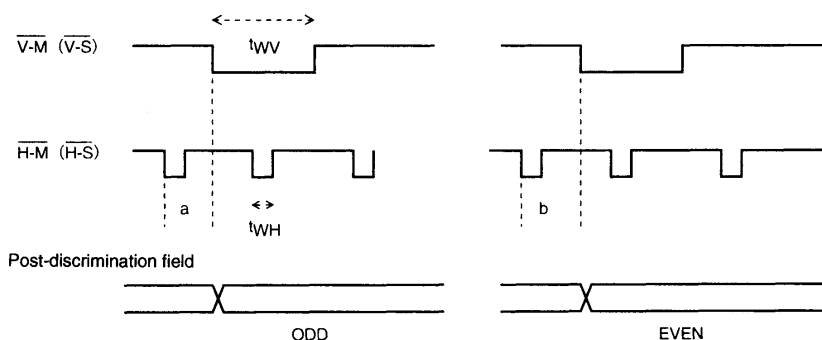 V-M (V-S)
tWV
H-M (H-S)
a
b
tWH
Post-discrimination field
ODD
EVEN